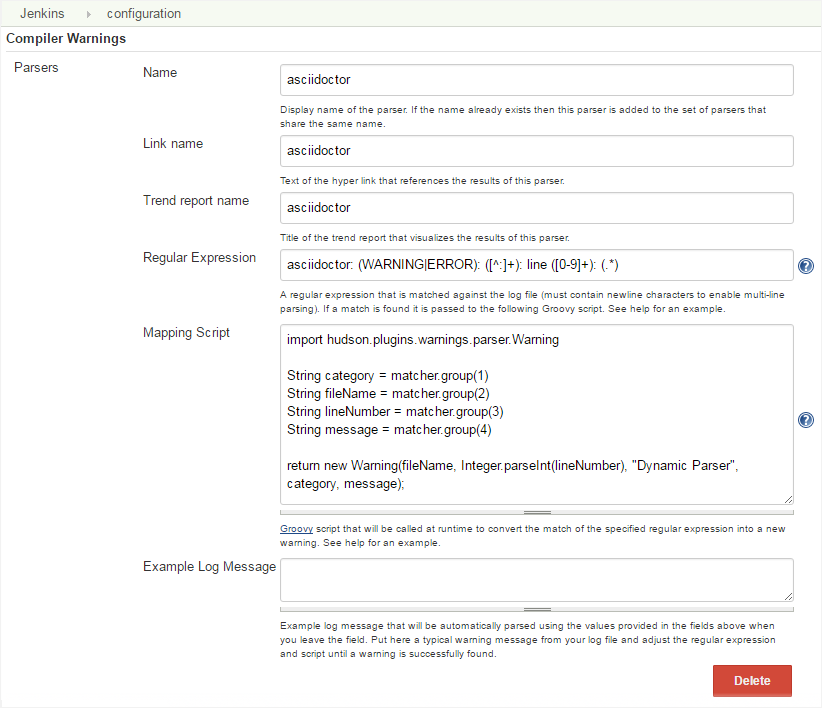 Jenkins configuration
Compiler Warnings
Parsers
Name
asciidoctor
Display name of the parser. If the name already exists then this parser is added to the set of parsers that
share the same name.
Link name
asciidoctor
Text of the hyper link that references the results of this parser.
Trend report name
asciidoctor
Title of the trend report that visualizes the results of this parser.
Regular Expression
asciidoctor: (WARNING|ERROR): ([^:]+): line ([0-9]+): (.*)
A regular expression that is matched against the log file (must contain newline characters to enable multi-line
parsing). If a match is found it is passed to the following Groovy script. See help for an example.
Mapping Script
import hudson.plugins.warnings.parser.Warning
String category = matcher.group(1)
String fileName = matcher.group(2)
String lineNumber = matcher.group(3)
String message = matcher.group(4)
return new Warning(fileName, Integer.parseInt(lineNumber), "Dynamic Parser",
category, message);
Groovy script that will be called at runtime to convert the match of the specified regular expression into a new
warning. See help for an example.
Example Log Message
Example log message that will be automatically parsed using the values provided in the fields above when
you leave the field. Put here a typical warning message from your log file and adjust the regular expression
and script until a warning is successfully found.
Delete